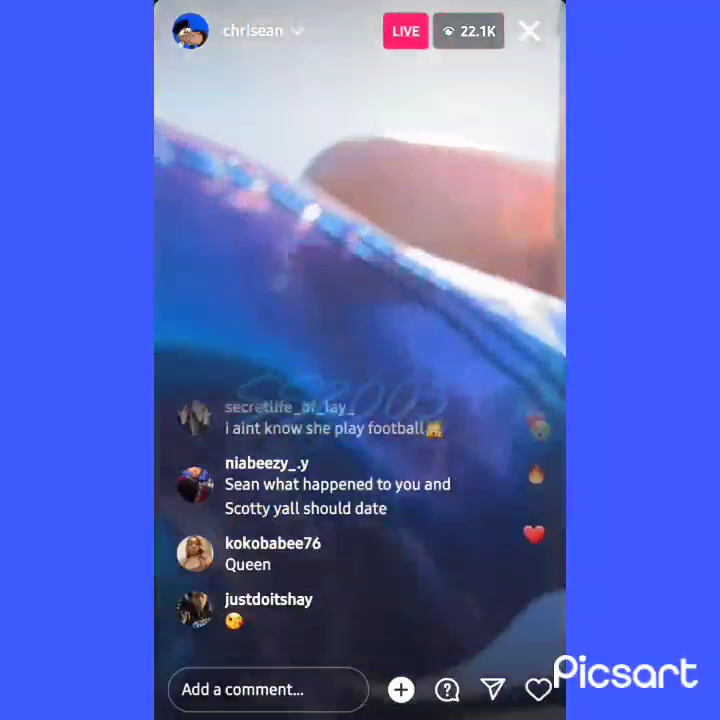 chrisean
LIVE
22.1K
SS2003
secretlife_of_lay_
i aint know she play football
niabeezy_.y
Sean what happened to you and
Scotty yall should date
kokobabee76
Queen
justdoitshay
Add a comment...
Picsart